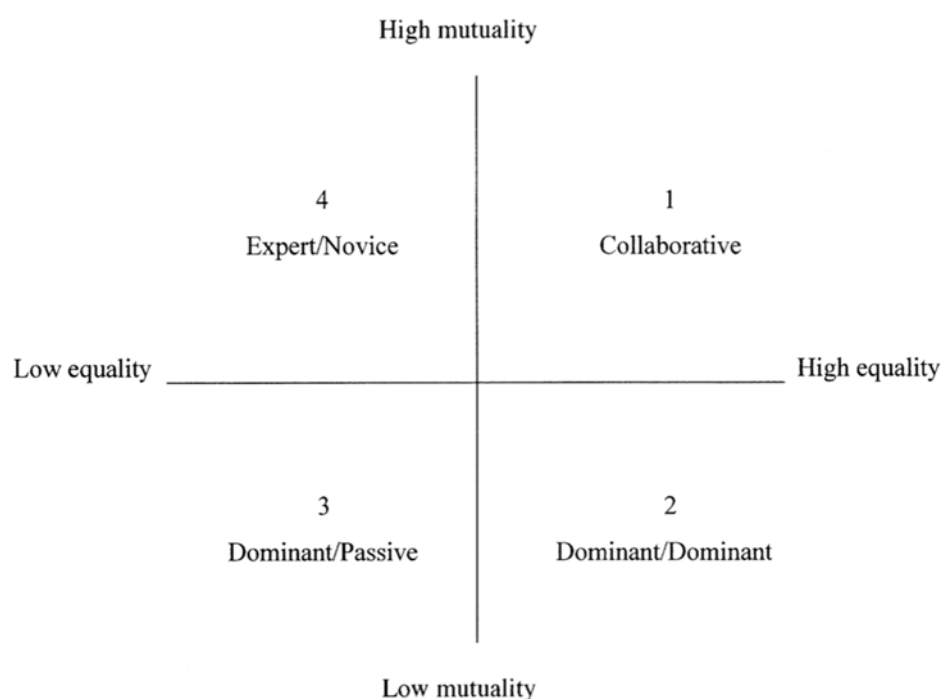 High mutuality
4
1
Expert/Novice
Collaborative
Low equality
High equality
3
2
Dominant/Passive
Dominant/Dominant
Low mutuality